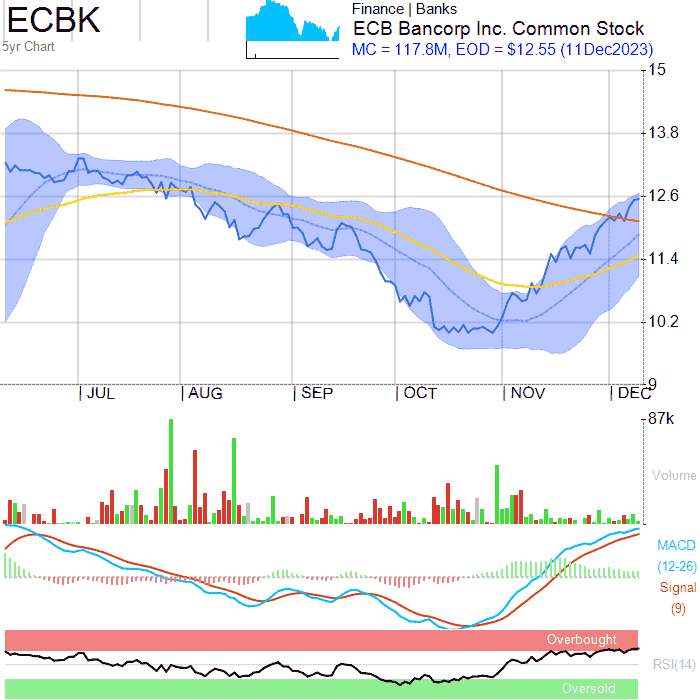 ECBK
5yr Chart
Finance | Banks
ECB Bancorp Inc. Common Stock
MC = 117.8M, EOD = $12.55 (11Dec2023)
15
13.8
12.6
11.4
10.2
9
| JUL | AUG | SEP | OCT | NOV | DEC
87k
Volume
MACD
(12-26)
Signal
(9)
Overbought
RSI(14)
Oversold